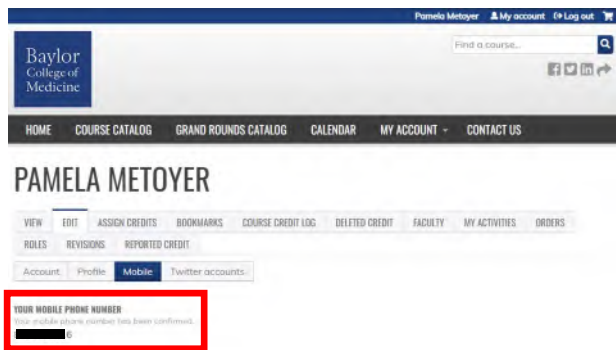 Pamela Metoyer My account Log out
Find a course...
Baylor
College of
Medicine
HOME COURSE CATALOG GRAND ROUNDS CATALOG CALENDAR MY ACCOUNT CONTACT US
PAMELA METOYER
VIEW EDIT ASSIGN CREDITS BOOKMARKS COURSE CREDIT LOG DELETED CREDIT FACULTY MY ACTIVITIES ORDERS
ROLES REVISIONS REPORTED CREDIT
Account Profile Mobile Twitter accounts
YOUR MOBILE PHONE NUMBER
Your mobile phone number has been confirmed.
6